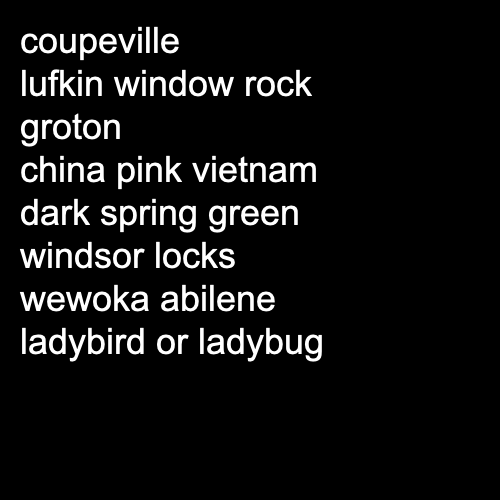 coupeville
lufkin window rock
groton
china pink vietnam
dark spring green
windsor locks
wewoka abilene
ladybird or ladybug